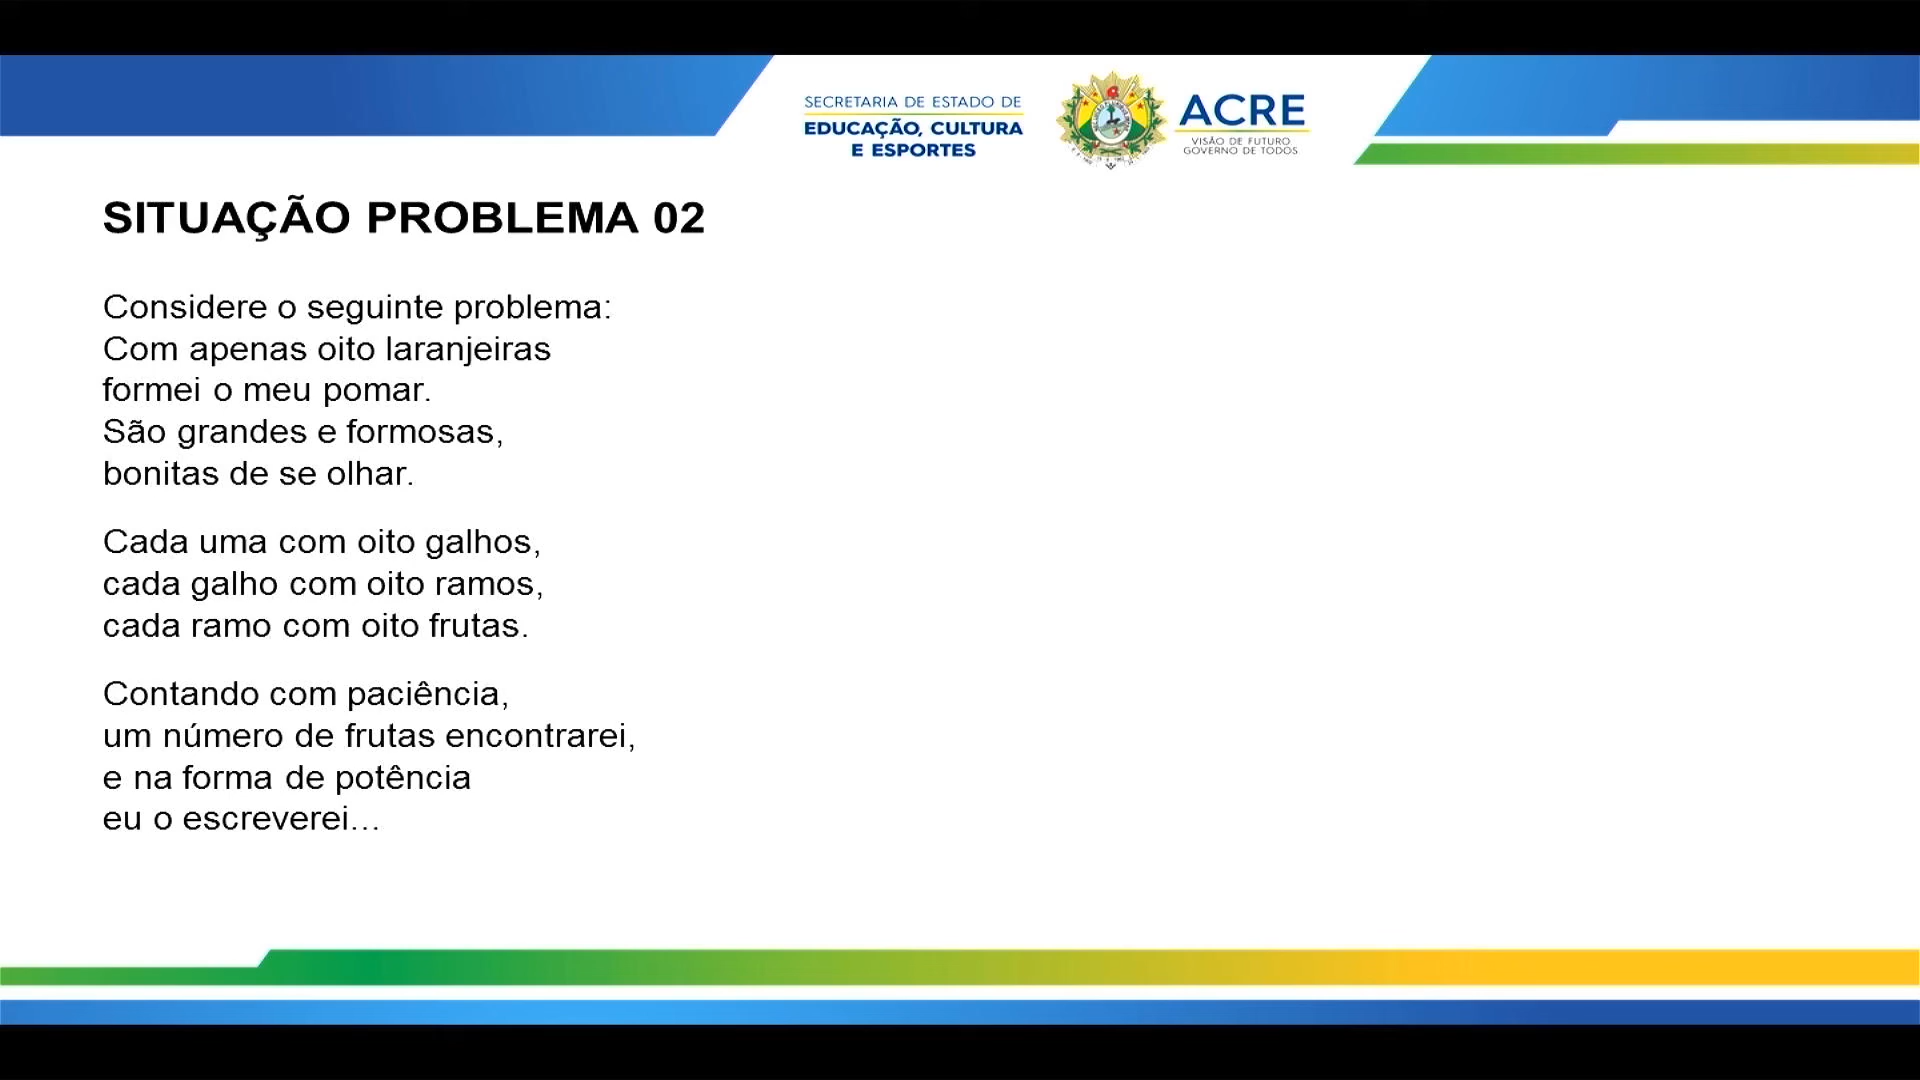 SECRETARIA DE ESTADO DE
EDUCAÇÃO, CULTURA
E ESPORTES
ACRE
VISÃO DE FUTURO
GOVERNO DE TODOS
SITUAÇÃO PROBLEMA 02
Considere o seguinte problema:
Com apenas oito laranjeiras
formei o meu pomar.
São grandes e formosas,
bonitas de se olhar.
Cada uma com oito galhos,
cada galho com oito ramos,
cada ramo com oito frutas.
Contando com paciência,
um número de frutas encontrarei,
e na forma de potência
eu o escreverei...